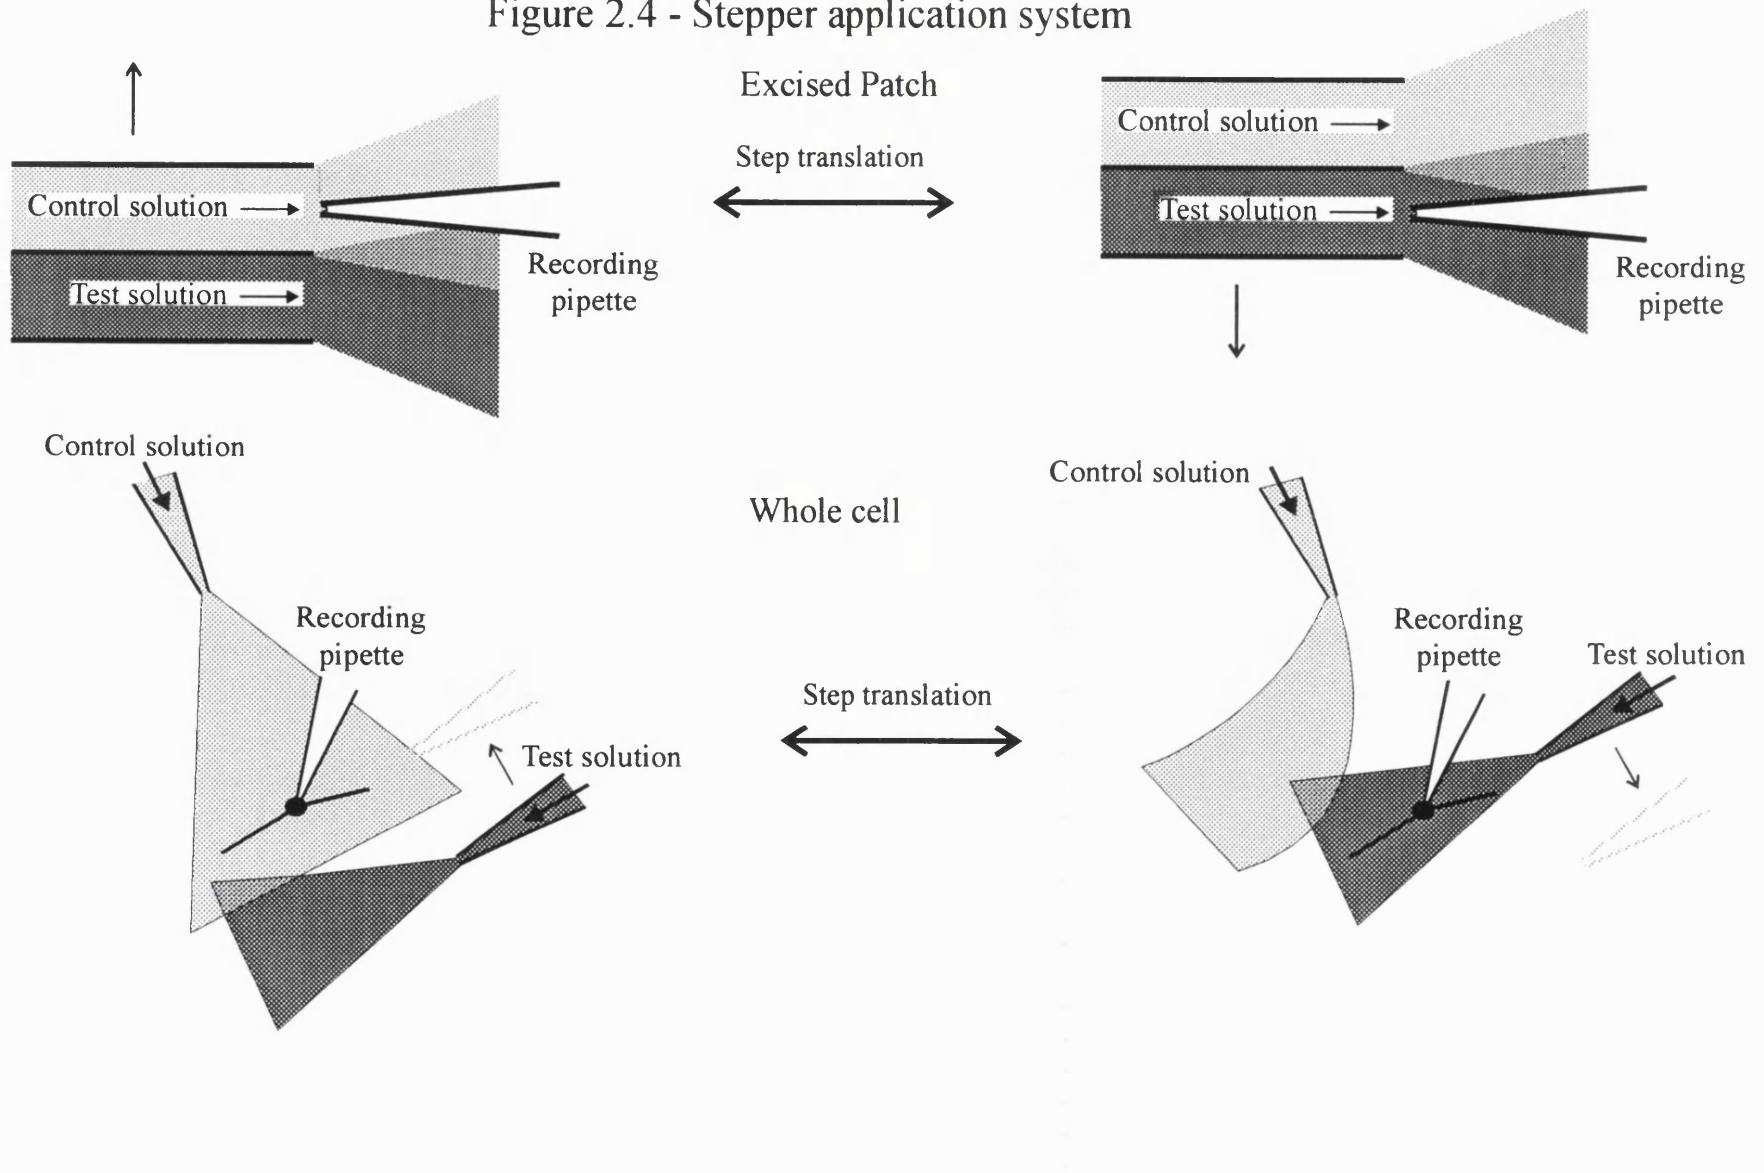 Figure 2.4 - Stepper application system
Excised Patch
Step translation
Control solution
Test solution
Recording
pipette
Control solution
Test solution
Recording
pipette
Whole cell
Step translation
Control solution
Recording
pipette
Test solution
Control solution
Recording
pipette
Test solution